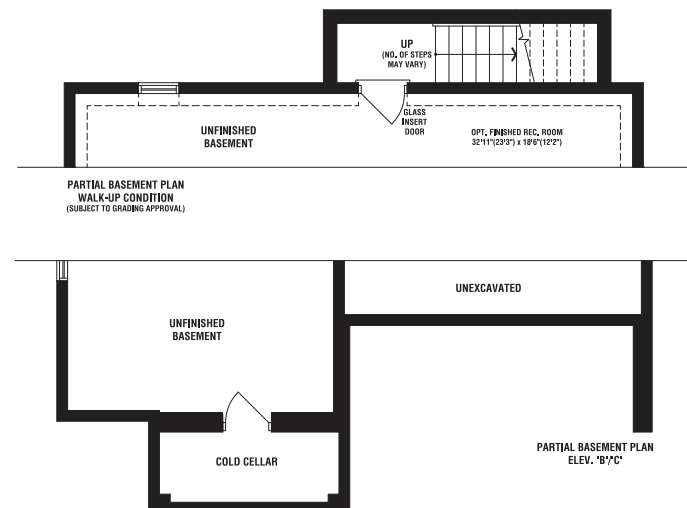 UP
(NO. OF STEPS
MAY VARY)
GLASS
INSERT
DOOR
UNFINISHED
BASEMENT
OPT. FINISHED REC. ROOM
32'11"(23'3") x 18'6"(12'2")
PARTIAL BASEMENT PLAN
WALK-UP CONDITION
(SUBJECT TO GRADING APPROVAL)
UNEXCAVATED
UNFINISHED
BASEMENT
COLD CELLAR
PARTIAL BASEMENT PLAN
ELEV. 'B'/'C'